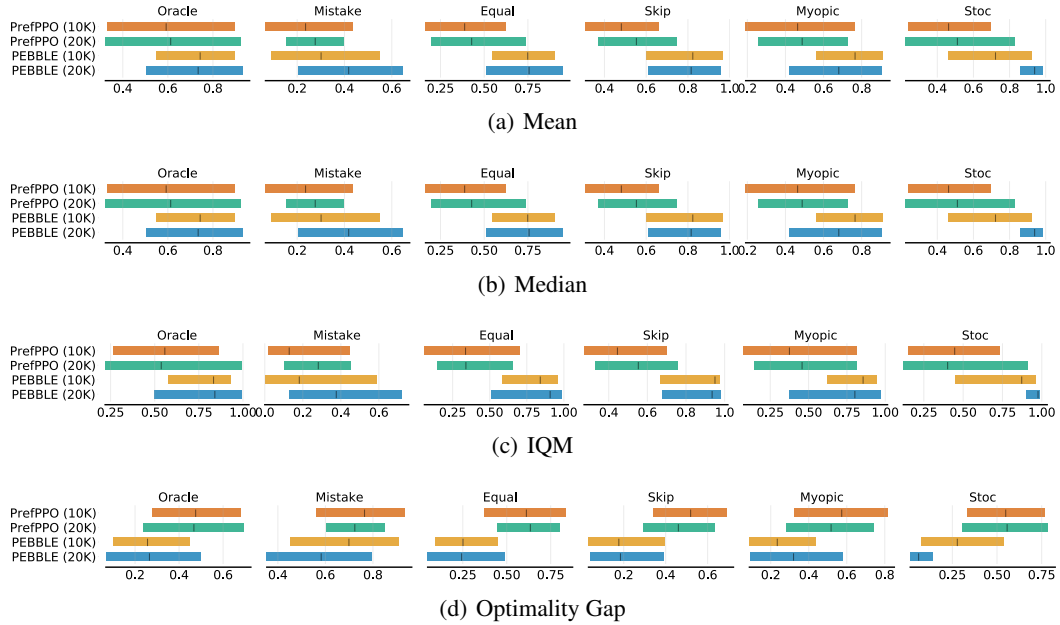 Oracle Mistake Equal Skip Myopic Stoc
PrefPPO (10K)
PrefPPO (20K)
PEBBLE (10K)
PEBBLE (20K)
0.4 0.6 0.8 0.2 0.4 0.6 0.25 0.50 0.75 0.4 0.6 0.8 1.0 0.2 0.4 0.6 0.8 0.4 0.6 0.8 1.0
(a) Mean
Oracle Mistake Equal Skip Myopic Stoc
PrefPPO (10K)
PrefPPO (20K)
PEBBLE (10K)
PEBBLE (20K)
0.4 0.6 0.8 0.2 0.4 0.6 0.25 0.50 0.75 0.4 0.6 0.8 1.0 0.2 0.4 0.6 0.8 0.4 0.6 0.8 1.0
(b) Median
Oracle Mistake Equal Skip Myopic Stoc
PrefPPO (10K)
PrefPPO (20K)
PEBBLE (10K)
PEBBLE (20K)
0.25 0.50 0.75 1.00 0.0 0.2 0.4 0.6 0.25 0.50 0.75 1.00 0.4 0.6 0.8 1.0 0.25 0.50 0.75 1.00 0.25 0.50 0.75 1.00
(c) IQM
Oracle Mistake Equal Skip Myopic Stoc
PrefPPO (10K)
PrefPPO (20K)
PEBBLE (10K)
PEBBLE (20K)
0.2 0.4 0.6 0.4 0.6 0.8 0.25 0.50 0.75 0.2 0.4 0.6 0.2 0.4 0.6 0.8 0.25 0.50 0.75
(d) Optimality Gap